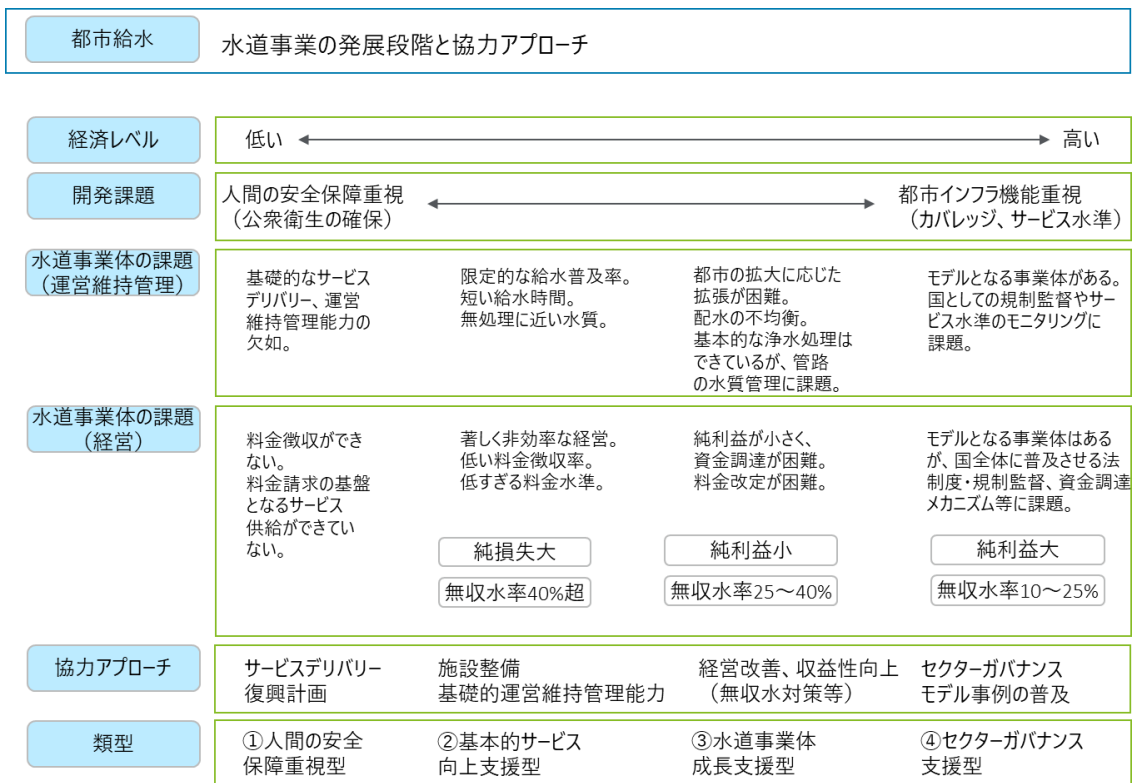 都市給水
水道事業の発展段階と協力アプローチ
経済レベル
低い
高い
開発課題
人間の安全保障重視
（公衆衛生の確保）
都市インフラ機能重視
（カバレッジ、サービス水準）
水道事業体の課題
（運営維持管理）
基礎的なサービス
デリバリー、運営
維持管理能力の
欠如。
限定的な給水普及率。
短い給水時間。
無処理に近い水質。
都市の拡大に応じた
拡張が困難。
配水の不均衡。
基本的な浄水処理は
できているが、管路
の水質管理に課題。
モデルとなる事業体がある。
国としての規制監督やサー
ビス水準のモニタリングに
課題。
水道事業体の課題
（経営）
料金徴収ができ
ない。
料金請求の基盤
となるサービス
供給ができてい
ない。
著しく非効率な経営。
低い料金徴収率。
低すぎる料金水準。
純損失大
無収水率40%超
純利益が小さく、
資金調達が困難。
料金改定が困難。
純利益小
無収水率25～40%
モデルとなる事業体はある
が、国全体に普及させる法
制度・規制監督、資金調達
メカニズム等に課題。
純利益大
無収水率10～25%
協力アプローチ
サービスデリバリー
復興計画
施設整備
基礎的運営維持管理能力
経営改善、収益性向上
（無収水対策等）
セクターガバナンス
モデル事例の普及
類型
①人間の安全
保障重視型
②基本的サービス
向上支援型
③水道事業体
成長支援型
④セクターガバナンス
支援型